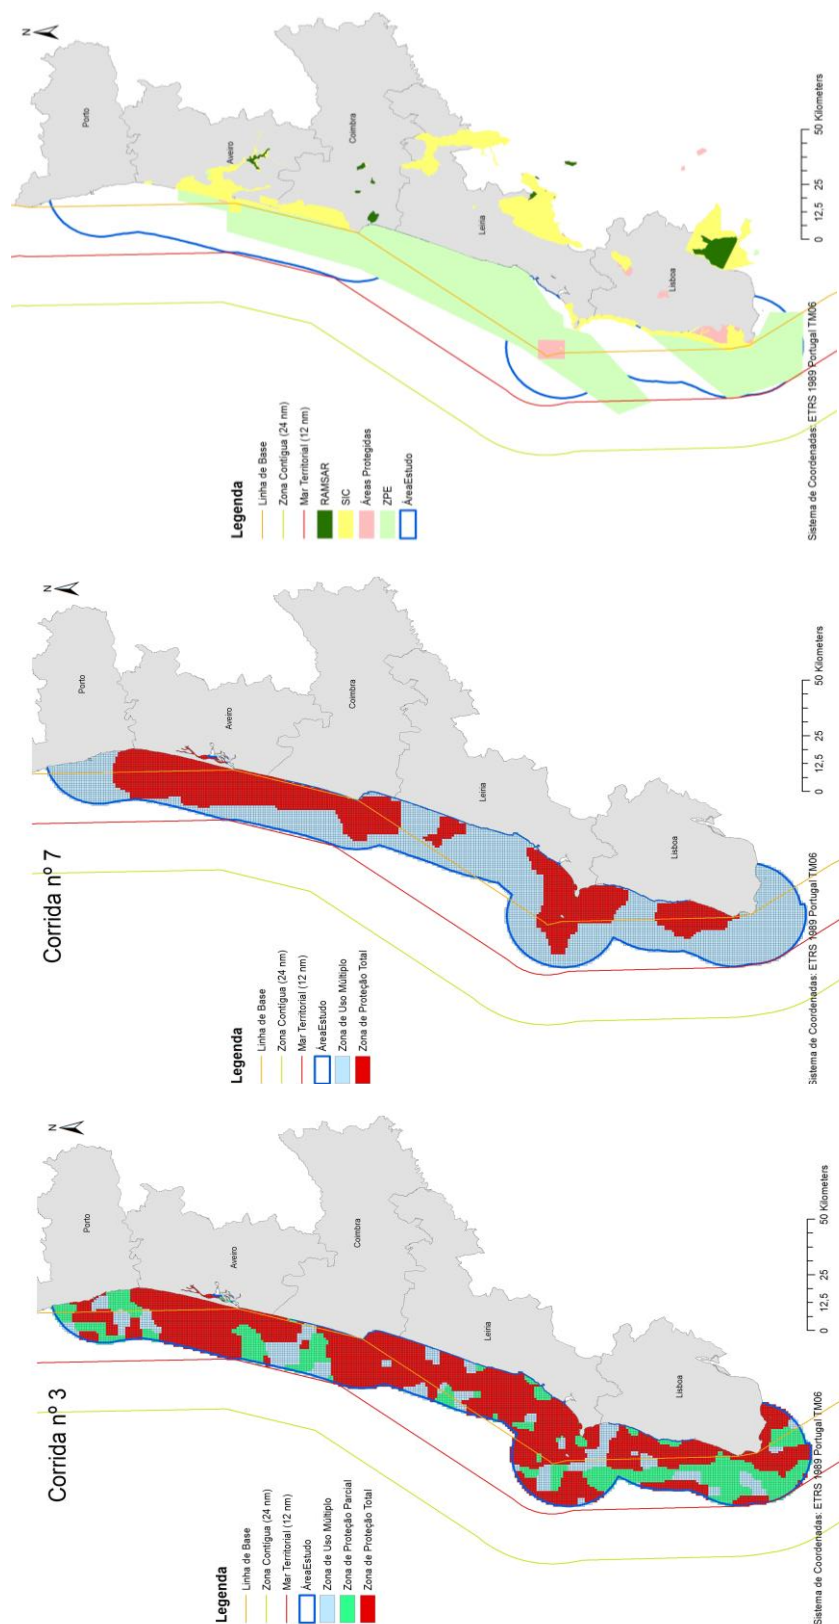 Corrida nº 3
N
Porto
Aveiro
Coimbra
Leiria
Lisboa
Legenda
Linha de Base
Zona Contígua (24 nm)
Mar Territorial (12 nm)
ÁreaEstudo
Zona de Uso Múltiplo
Zona de Proteção Parcial
Zona de Proteção Total
0 12,5 25 50 Kilometers
Sistema de Coordenadas: ETRS 1989 Portugal TM06
Corrida nº 7
N
Porto
Aveiro
Coimbra
Leiria
Lisboa
Legenda
Linha de Base
Zona Contígua (24 nm)
Mar Territorial (12 nm)
ÁreaEstudo
Zona de Uso Múltiplo
Zona de Proteção Total
0 12,5 25 50 Kilometers
Sistema de Coordenadas: ETRS 1989 Portugal TM06
N
Porto
Aveiro
Coimbra
Leiria
Lisboa
Legenda
Linha de Base
Zona Contígua (24 nm)
Mar Territorial (12 nm)
RAMSAR
SIC
Áreas Protegidas
ZPE
ÁreaEstudo
0 12,5 25 50 Kilometers
Sistema de Coordenadas: ETRS 1989 Portugal TM06